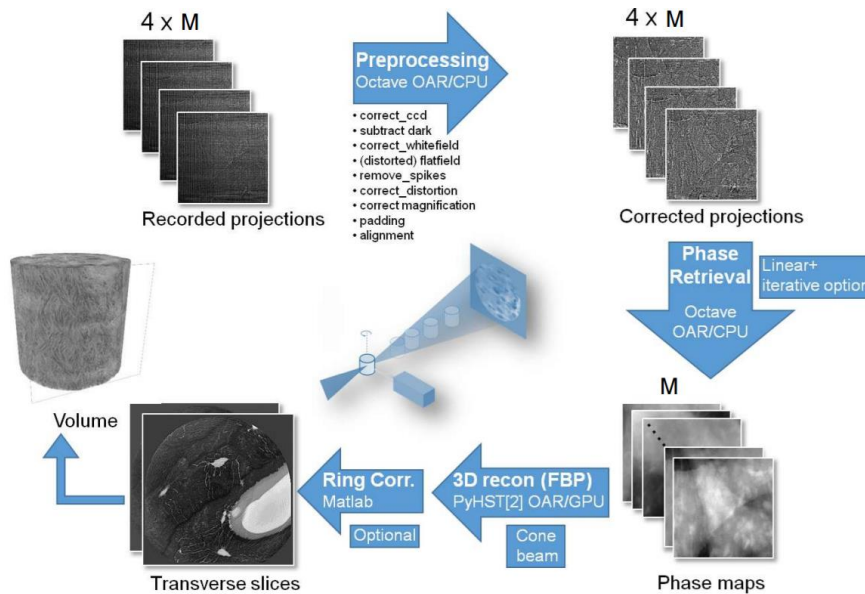 4 x M
Recorded projections
Preprocessing
Octave OAR/CPU
• correct_ccd
• subtract dark
• correct_whitefield
• (distorted) flatfield
• remove_spikes
• correct_distortion
• correct magnification
• padding
• alignment
4 x M
Corrected projections
Phase
Retrieval
Octave
OAR/CPU
Linear+
iterative option
M
Phase maps
3D recon (FBP)
PyHST[2] OAR/GPU
Cone
beam
Ring Corr.
Matlab
Optional
Transverse slices
Volume